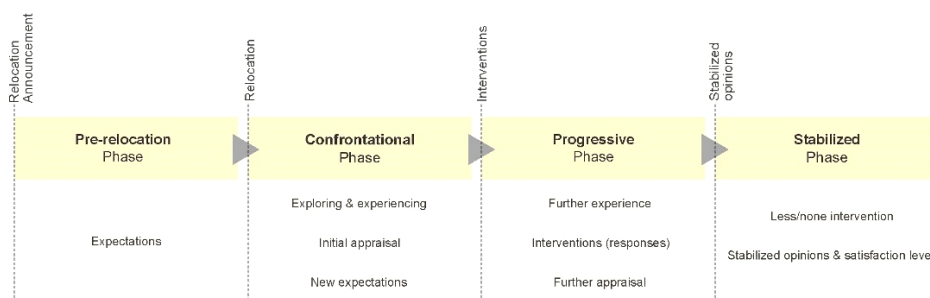 Relocation
Announcement
Relocation
Interventions
Stabilized
opinions
Pre-relocation
Phase
Confrontational
Phase
Progressive
Phase
Stabilized
Phase
Expectations
Exploring & experiencing
Initial appraisal
New expectations
Further experience
Interventions (responses)
Further appraisal
Less/none intervention
Stabilized opinions & satisfaction leve